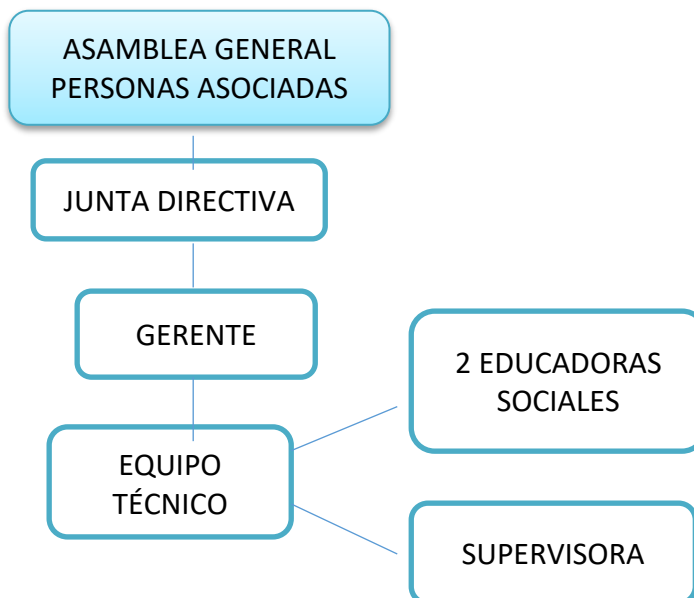 ASAMBLEA GENERAL
PERSONAS ASOCIADAS
JUNTA DIRECTIVA
GERENTE
2 EDUCADORAS
SOCIALES
EQUIPO
TÉCNICO
SUPERVISORA